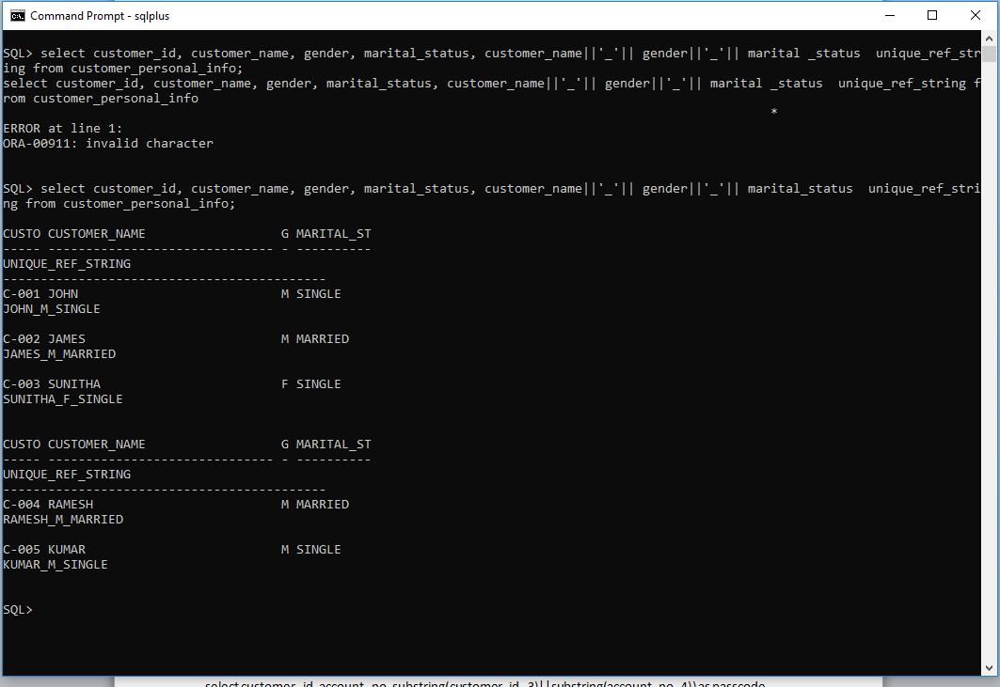 Command Prompt - sqlplus
SQL> select customer_id, customer_name, gender, marital_status, customer_name||'_'|| gender||'_'|| marital _status  unique_ref_str
ing from customer_personal_info;
select customer_id, customer_name, gender, marital_status, customer_name||'_'|| gender||'_'|| marital _status  unique_ref_string f
rom customer_personal_info
*
ERROR at line 1:
ORA-00911: invalid character
SQL> select customer_id, customer_name, gender, marital_status, customer_name||'_'|| gender||'_'|| marital_status  unique_ref_stri
ng from customer_personal_info;
CUSTO CUSTOMER_NAME                  G MARITAL_ST
----- ------------------------------ - ----------
UNIQUE_REF_STRING
-------------------------------------------
C-001 JOHN                           M SINGLE
JOHN_M_SINGLE
C-002 JAMES                          M MARRIED
JAMES_M_MARRIED
C-003 SUNITHA                        F SINGLE
SUNITHA_F_SINGLE
CUSTO CUSTOMER_NAME                  G MARITAL_ST
----- ------------------------------ - ----------
UNIQUE_REF_STRING
-------------------------------------------
C-004 RAMESH                         M MARRIED
RAMESH_M_MARRIED
C-005 KUMAR                          M SINGLE
KUMAR_M_SINGLE
SQL>
select customer_id, account_no, substring(customer_id, 3)||substring(account_no, 4)) as passcode